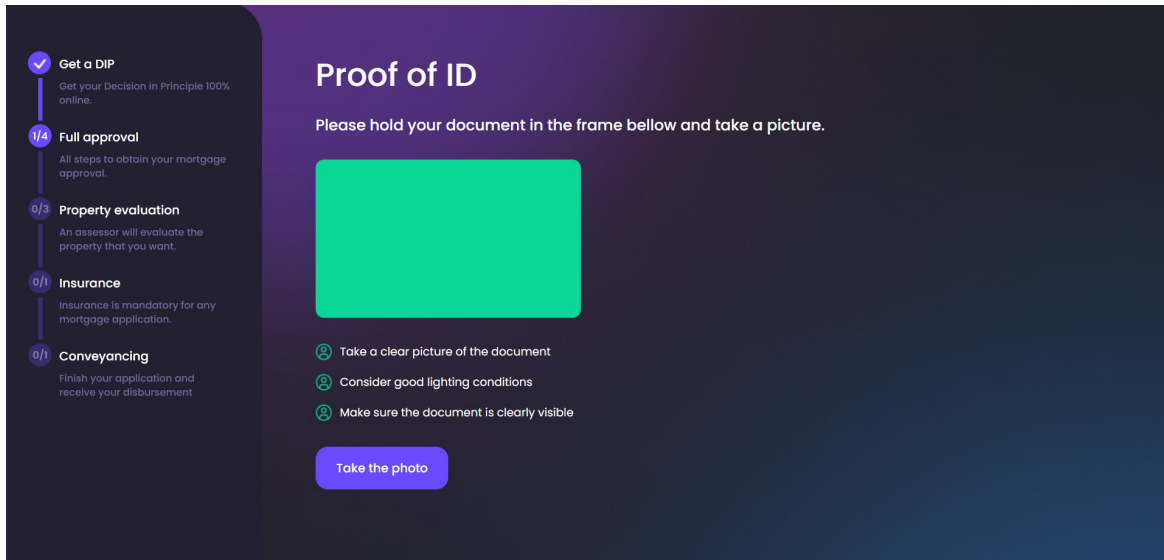 Get a DIP
Get your Decision in Principle 100%
online.
1/4
Full approval
All steps to obtain your mortgage
approval.
0/3
Property evaluation
An assessor will evaluate the
property that you want.
0/1
Insurance
Insurance is mandatory for any
mortgage application.
0/1
Conveyancing
Finish your application and
receive your disbursement
Proof of ID
Please hold your document in the frame bellow and take a picture.
Take a clear picture of the document
Consider good lighting conditions
Make sure the document is clearly visible
Take the photo